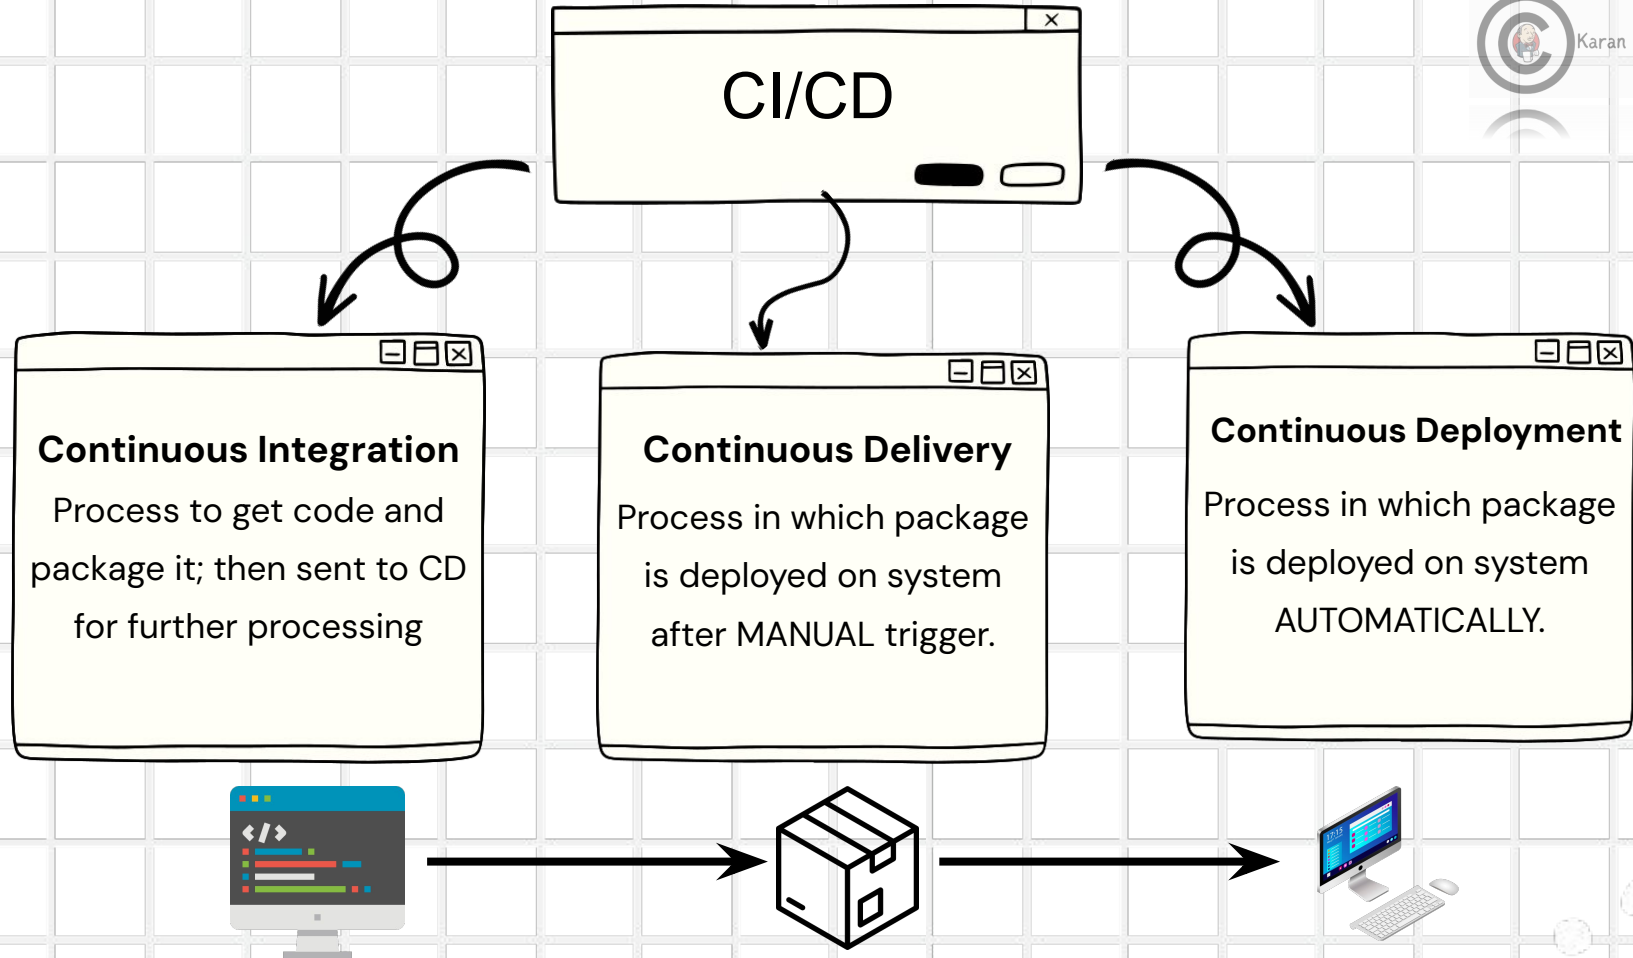 Karan
CI/CD
Continuous Integration
Process to get code and
package it; then sent to CD
for further processing
Continuous Delivery
Process in which package
is deployed on system
after MANUAL trigger.
Continuous Deployment
Process in which package
is deployed on system
AUTOMATICALLY.
</>
17:15